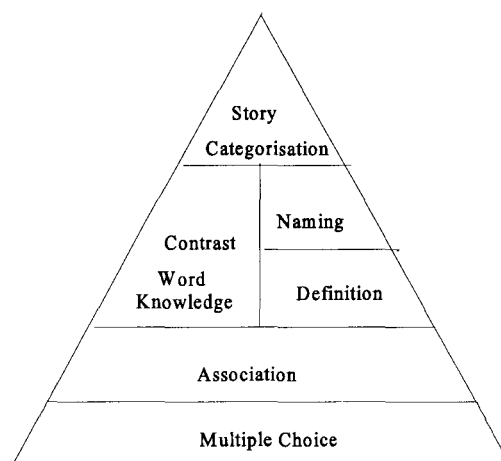 Story
Categorisation
Contrast
Word
Knowledge
Naming
Definition
Association
Multiple Choice